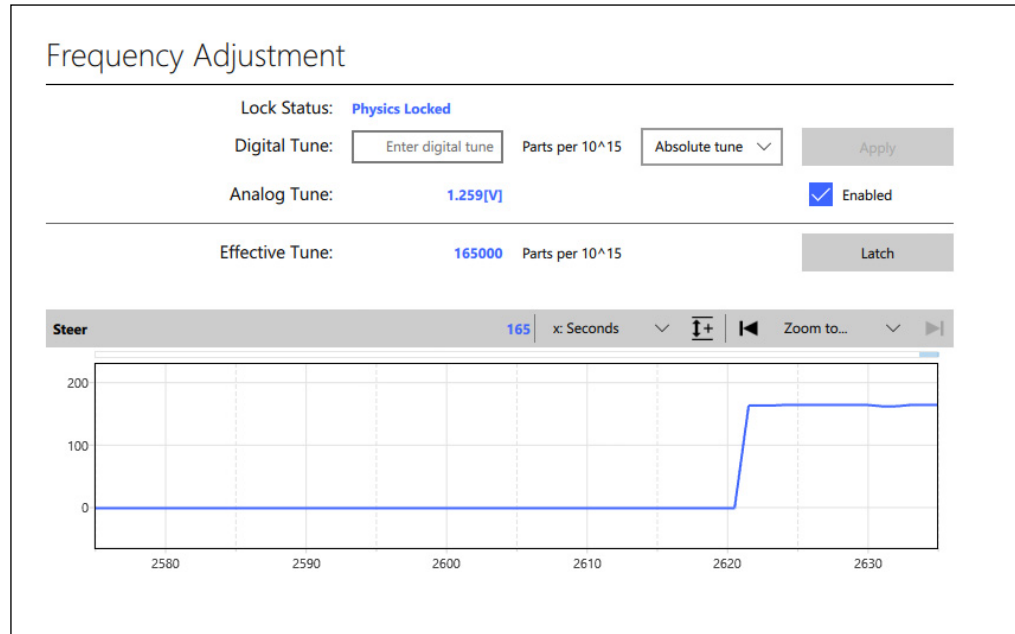 Frequency Adjustment
Lock Status: Physics Locked
Digital Tune: Enter digital tune Parts per 10^15 Absolute tune Apply
Analog Tune: 1.259[V] Enabled
Effective Tune: 165000 Parts per 10^15 Latch
Steer 165 x: Seconds Zoom to...
200
100
0
2580 2590 2600 2610 2620 2630